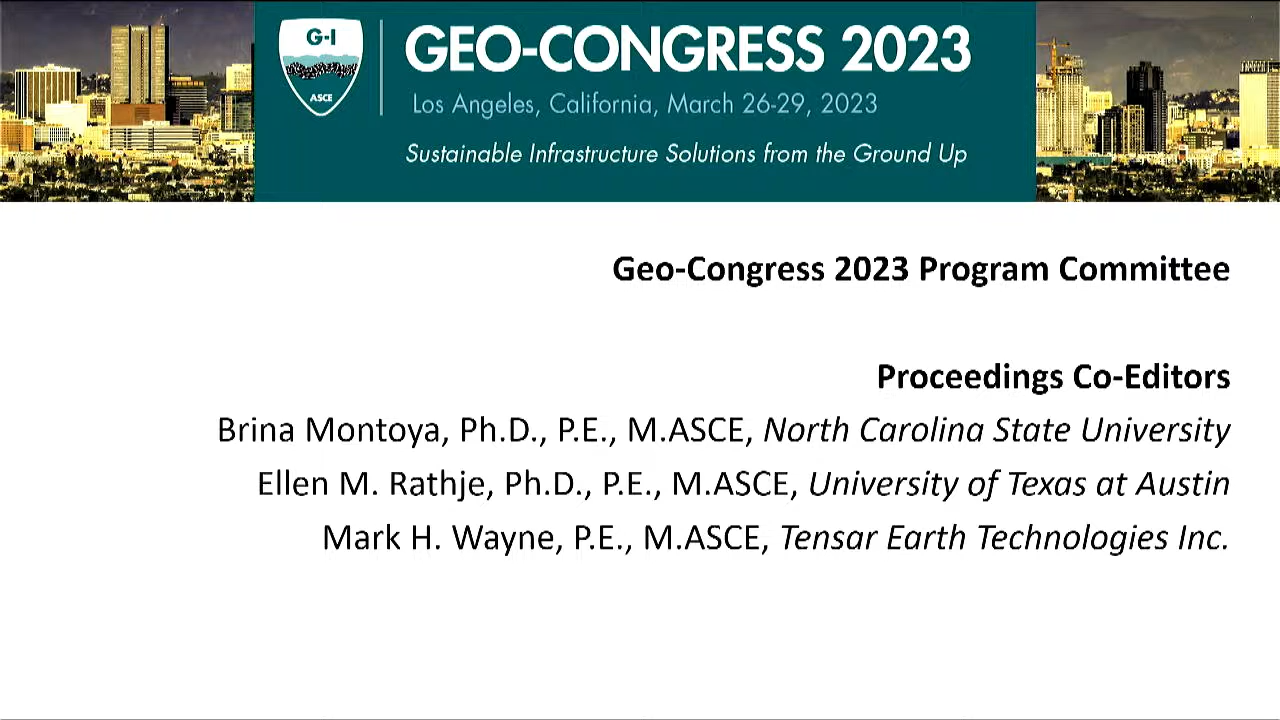 G-I
ASCE
GEO-CONGRESS 2023
Los Angeles, California, March 26-29, 2023
Sustainable Infrastructure Solutions from the Ground Up
Geo-Congress 2023 Program Committee
Proceedings Co-Editors
Brina Montoya, Ph.D., P.E., M.ASCE, North Carolina State University
Ellen M. Rathje, Ph.D., P.E., M.ASCE, University of Texas at Austin
Mark H. Wayne, P.E., M.ASCE, Tensar Earth Technologies Inc.